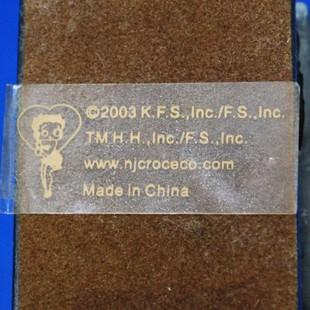 ©2003 K.F.S.,Inc./F.S.,Inc.
TM H.H.,Inc./F.S.,Inc.
www.njcroceco.com
Made in China